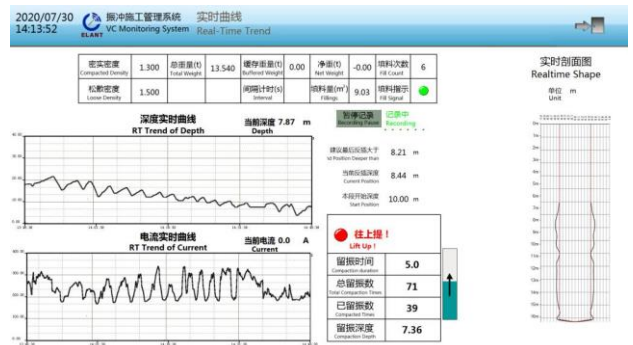 2020/07/30
14:13:52
ELANT
振冲施工管理系统
VC Monitoring System
实时曲线
Real-Time Trend
密实密度
Compacted Density
1.300
总重量(t)
Total Weight
13.540
缓存重量(t)
Buffered Weight
0.00
净重(t)
Net Weight
-0.00
填料次数
Fill Count
6
松散密度
Loose Density
1.500
间隔计时(s)
Interval
填料量(m³)
Fillings
9.03
填料指示
Fill Signal
实时剖面图
Realtime Shape
单位 m
Unit
深度实时曲线
RT Trend of Depth
当前深度 7.87 m
Depth
暂停记录
Recording Pause
记录中
Recording
建议最后反插大于
8.21 m
当前反插深度
Current Position
8.44 m
本段开始深度
Start Position
10.00 m
电流实时曲线
RT Trend of Current
当前电流 0.0 A
Current
往上提！
Lift Up !
留振时间
Compaction duration
5.0
总留振数
Total Compaction Times
71
已留振数
Compacted Times
39
留振深度
Compaction Depth
7.36